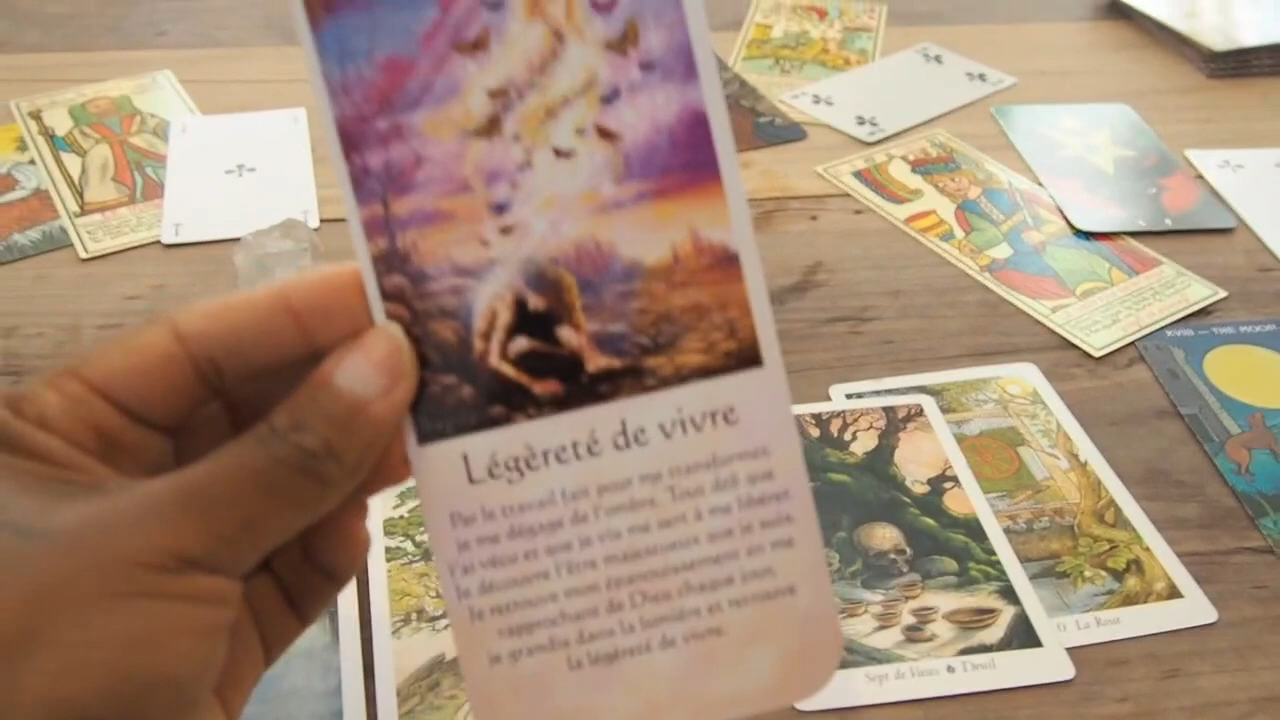 XVIII — THE MOON
Légèreté de vivre
Par le travail fait pour me transformer,
je me dégage de l'ombre. Tout défi que
j'ai vécu et que je vis me sert à me libérer.
Je découvre l'être majestueux que je suis.
Je retrouve mon épanouissement en me
rapprochant de Dieu chaque jour,
je grandis dans la lumière et retrouve
la légèreté de vivre.
La Roue
Sept de Vases Deuil